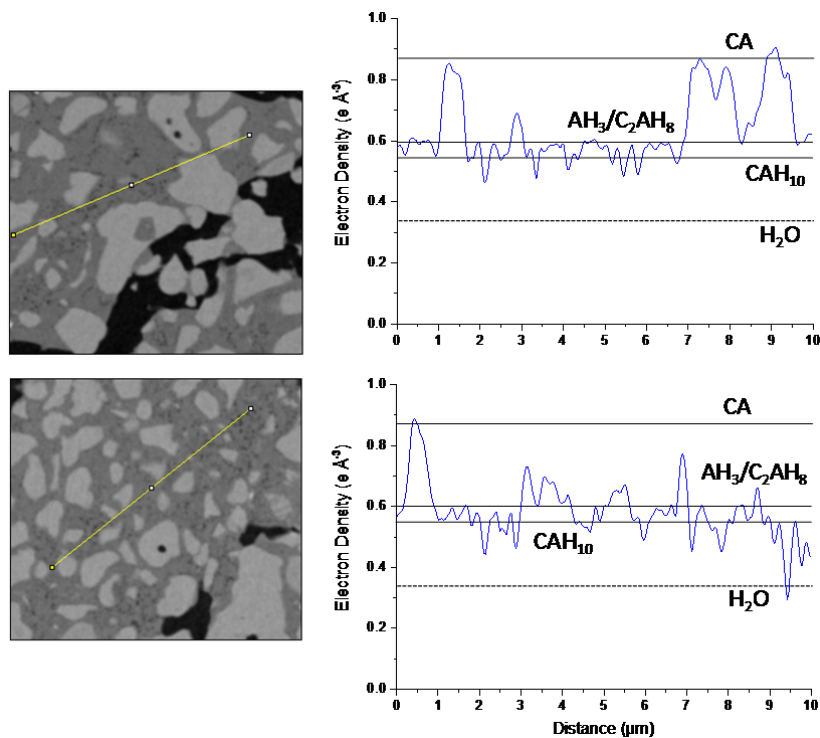 1.0
CA
0.8
AH₃/C₂AH₈
0.6
CAH₁₀
0.4
H₂O
0.2
0.0
0 1 2 3 4 5 6 7 8 9 10
Electron Density (e Å⁻³)
1.0
CA
0.8
AH₃/C₂AH₈
0.6
CAH₁₀
0.4
H₂O
0.2
0.0
0 1 2 3 4 5 6 7 8 9 10
Electron Density (e Å⁻³)
Distance (µm)